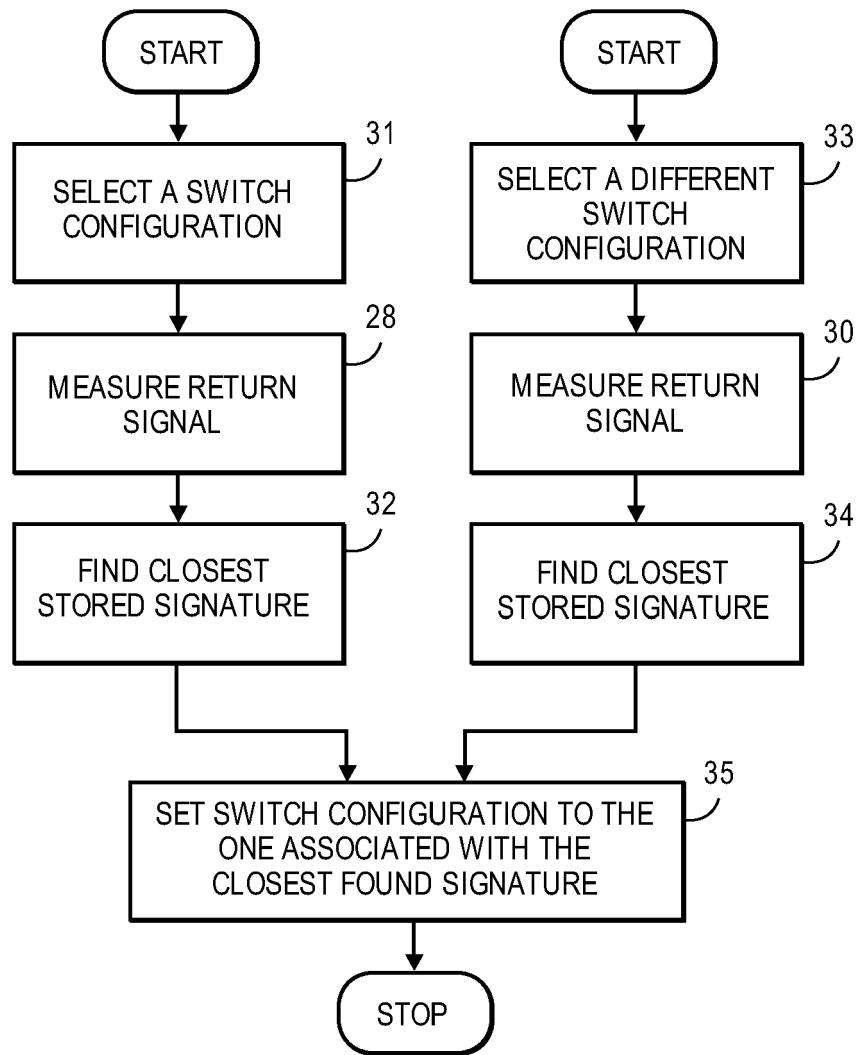 START
31
SELECT A SWITCH
CONFIGURATION
28
MEASURE RETURN
SIGNAL
32
FIND CLOSEST
STORED SIGNATURE
START
33
SELECT A DIFFERENT
SWITCH
CONFIGURATION
30
MEASURE RETURN
SIGNAL
34
FIND CLOSEST
STORED SIGNATURE
35
SET SWITCH CONFIGURATION TO THE
ONE ASSOCIATED WITH THE
CLOSEST FOUND SIGNATURE
STOP